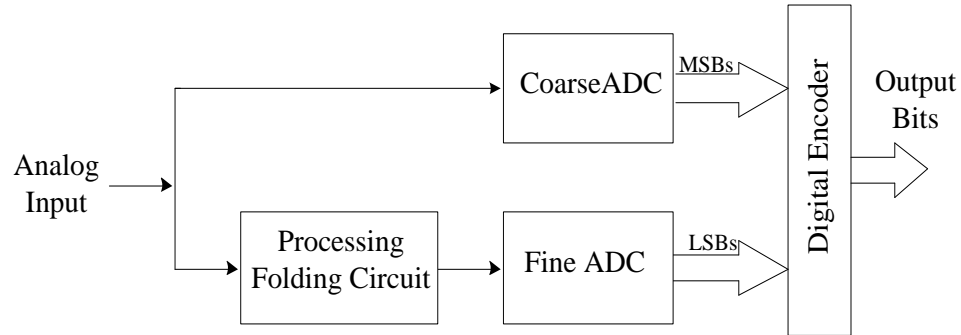 Analog
Input
CoarseADC
MSBs
Processing
Folding Circuit
Fine ADC
LSBs
Digital Encoder
Output
Bits